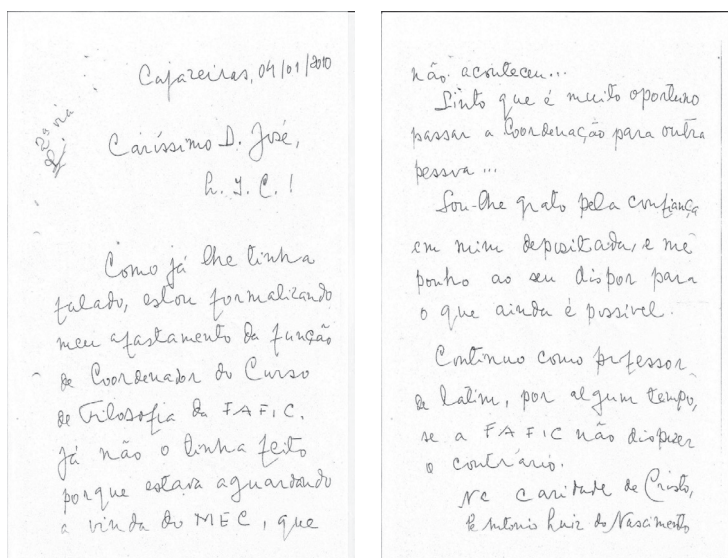 Cajazeiras, 04/01/2010
2ª via
Caríssimo D. José,
L. J. C. !
Como já lhe tinha
falado, estou formalizando
meu afastamento da função
de Coordenador do Curso
de Filosofia da FAFIC.
Já não o tinha feito
porque estava aguardando
a vinda do MEC, que
não aconteceu...
Sinto que é muito oportuno
passar a Coordenação para outra
pessoa...
Sou-lhe grato pela confiança
em mim depositada, e me
ponho ao seu dispor para
o que ainda é possível.
Continuo como professor
de latim, por algum tempo,
se a FAFIC não dispuser
o contrário.
Na caridade de Cristo,
Pe Antonio Luiz do Nascimento